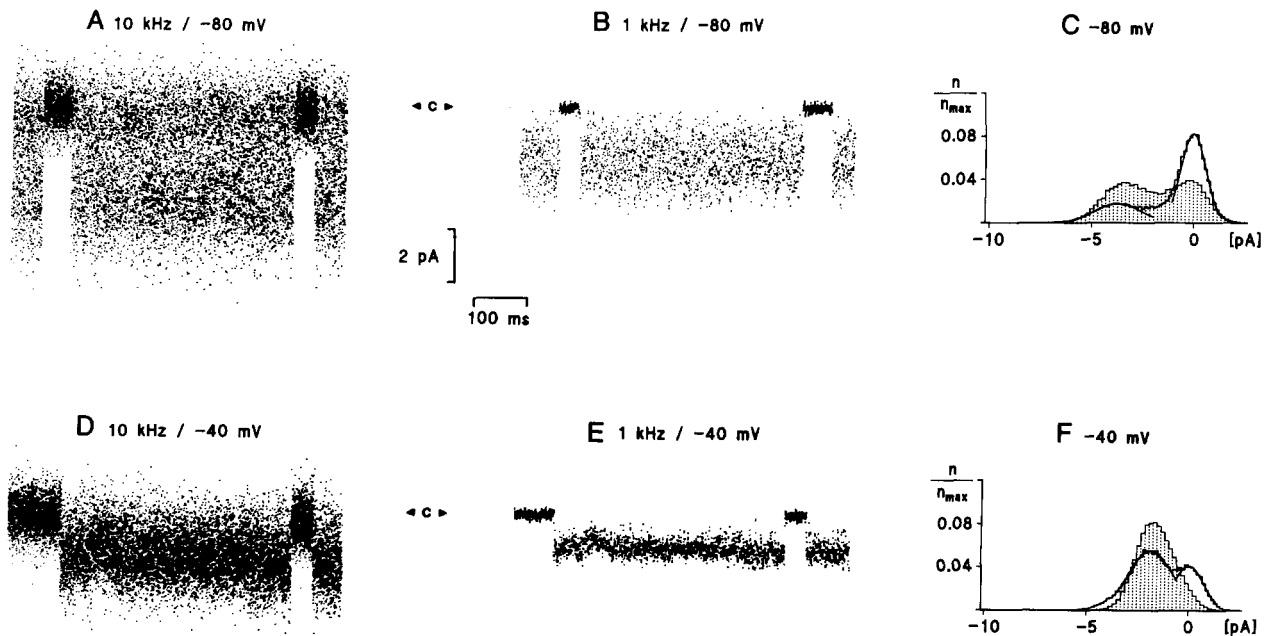 A 10 kHz / -80 mV
B 1 kHz / -80 mV
C -80 mV
◄ c ►
n
n max
0.08
0.04
-10 -5 0 [pA]
2 pA
100 ms
D 10 kHz / -40 mV
E 1 kHz / -40 mV
F -40 mV
◄ c ►
n
n max
0.08
0.04
-10 -5 0 [pA]